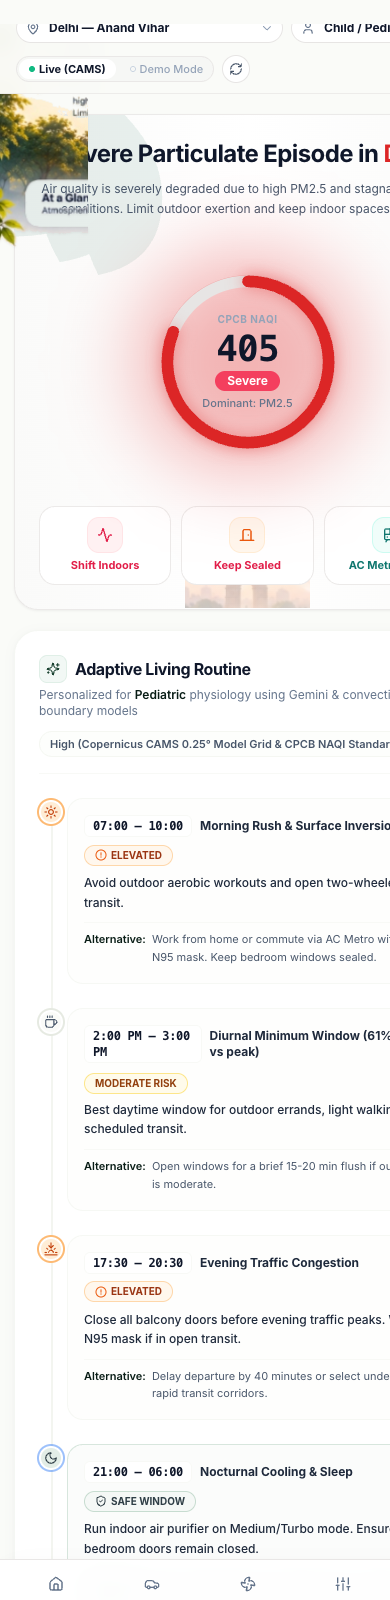 Delhi — Anand Vihar
Child / Pedi
Live (CAMS)
Demo Mode
high
Limi
vere Particulate Episode in D
Air quality is severely degraded due to high PM2.5 and stagna
conditions. Limit outdoor exertion and keep indoor spaces
At a Glan
Atmospheri
CPCB NAQI
405
Severe
Dominant: PM2.5
Shift Indoors
Keep Sealed
AC Metr
Adaptive Living Routine
Personalized for Pediatric physiology using Gemini & convecti
boundary models
High (Copernicus CAMS 0.25° Model Grid & CPCB NAQI Standar
07:00 – 10:00 Morning Rush & Surface Inversio
ELEVATED
Avoid outdoor aerobic workouts and open two-wheele
transit.
Alternative: Work from home or commute via AC Metro wi
N95 mask. Keep bedroom windows sealed.
2:00 PM – 3:00 PM
Diurnal Minimum Window (61%
vs peak)
MODERATE RISK
Best daytime window for outdoor errands, light walkin
scheduled transit.
Alternative: Open windows for a brief 15-20 min flush if ou
is moderate.
17:30 – 20:30 Evening Traffic Congestion
ELEVATED
Close all balcony doors before evening traffic peaks. W
N95 mask if in open transit.
Alternative: Delay departure by 40 minutes or select unde
rapid transit corridors.
21:00 – 06:00 Nocturnal Cooling & Sleep
SAFE WINDOW
Run indoor air purifier on Medium/Turbo mode. Ensur
bedroom doors remain closed.